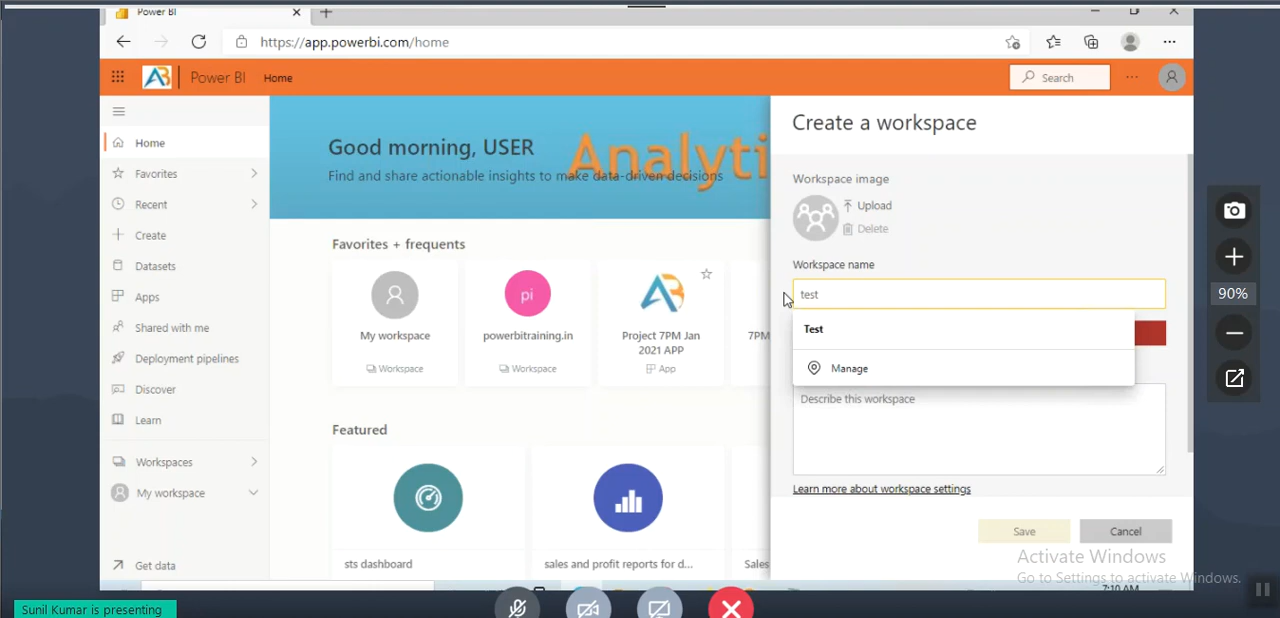 Power BI
https://app.powerbi.com/home
Power BI
Home
Search
Home
Favorites
Recent
Create
Datasets
Apps
Shared with me
Deployment pipelines
Discover
Learn
Workspaces
My workspace
Get data
Good morning, USER
Find and share actionable insights to make data-driven decisions
Analyti
Favorites + frequents
My workspace
Workspace
pi
powerbitraining.in
Workspace
Project 7PM Jan
2021 APP
App
7PM
Featured
sts dashboard
sales and profit reports for d...
Sales
Create a workspace
Workspace image
Upload
Delete
Workspace name
test
Test
Manage
Describe this workspace
Learn more about workspace settings
Save
Cancel
Activate Windows
Go to Settings to activate Windows.
7:10 AM
90%
Sunil Kumar is presenting